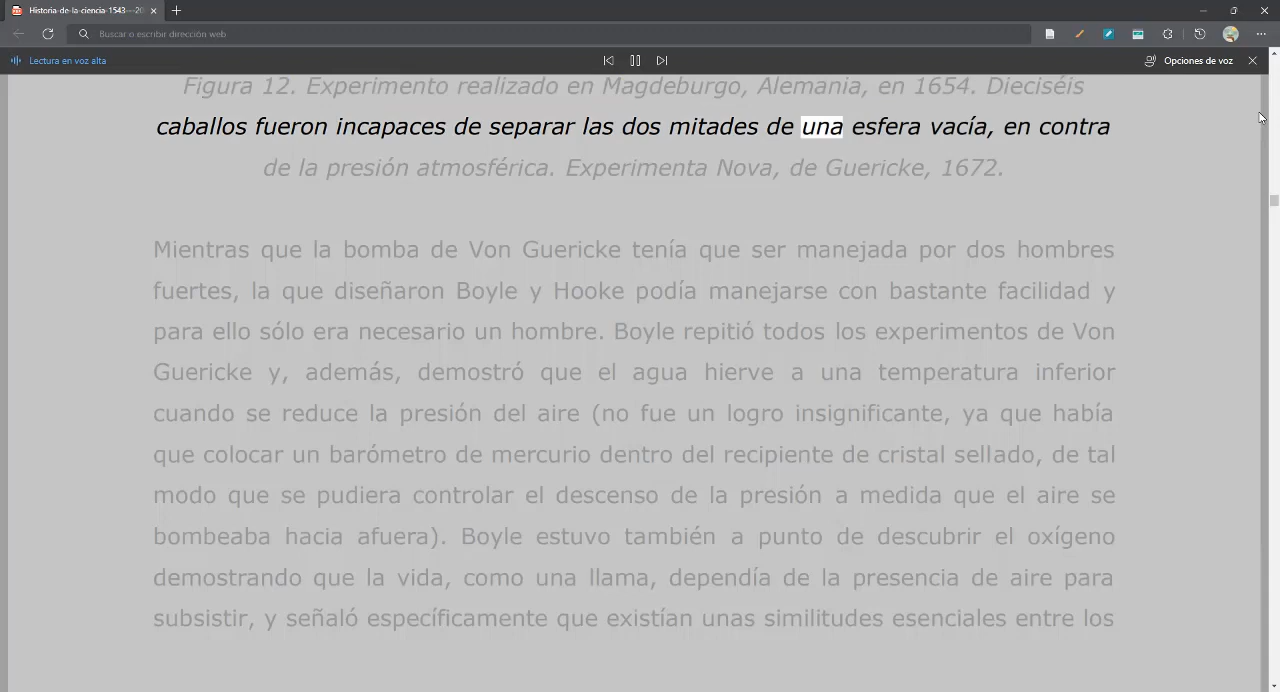 Historia-de-la-ciencia-1543---20
Buscar o escribir dirección web
Lectura en voz alta
Opciones de voz
Figura 12. Experimento realizado en Magdeburgo, Alemania, en 1654. Dieciséis
caballos fueron incapaces de separar las dos mitades de una esfera vacía, en contra
de la presión atmosférica. Experimenta Nova, de Guericke, 1672.
Mientras que la bomba de Von Guericke tenía que ser manejada por dos hombres
fuertes, la que diseñaron Boyle y Hooke podía manejarse con bastante facilidad y
para ello sólo era necesario un hombre. Boyle repitió todos los experimentos de Von
Guericke y, además, demostró que el agua hierve a una temperatura inferior
cuando se reduce la presión del aire (no fue un logro insignificante, ya que había
que colocar un barómetro de mercurio dentro del recipiente de cristal sellado, de tal
modo que se pudiera controlar el descenso de la presión a medida que el aire se
bombeaba hacia afuera). Boyle estuvo también a punto de descubrir el oxígeno
demostrando que la vida, como una llama, dependía de la presencia de aire para
subsistir, y señaló específicamente que existían unas similitudes esenciales entre los